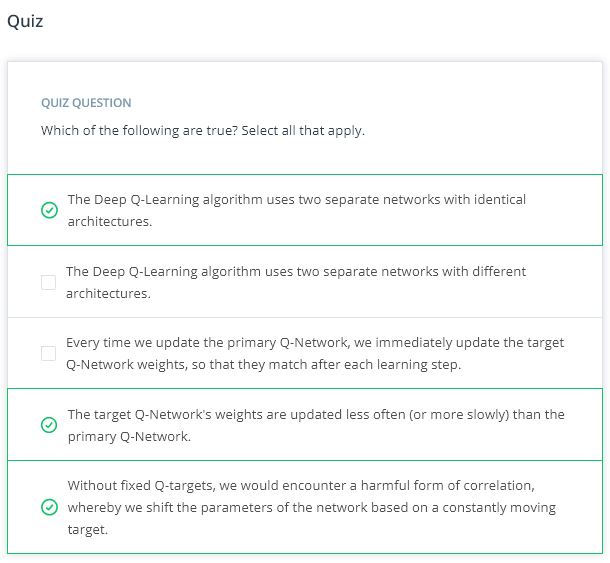 Quiz
QUIZ QUESTION
Which of the following are true? Select all that apply.
The Deep Q-Learning algorithm uses two separate networks with identical
architectures.
The Deep Q-Learning algorithm uses two separate networks with different
architectures.
Every time we update the primary Q-Network, we immediately update the target
Q-Network weights, so that they match after each learning step.
The target Q-Network's weights are updated less often (or more slowly) than the
primary Q-Network.
Without fixed Q-targets, we would encounter a harmful form of correlation,
whereby we shift the parameters of the network based on a constantly moving
target.